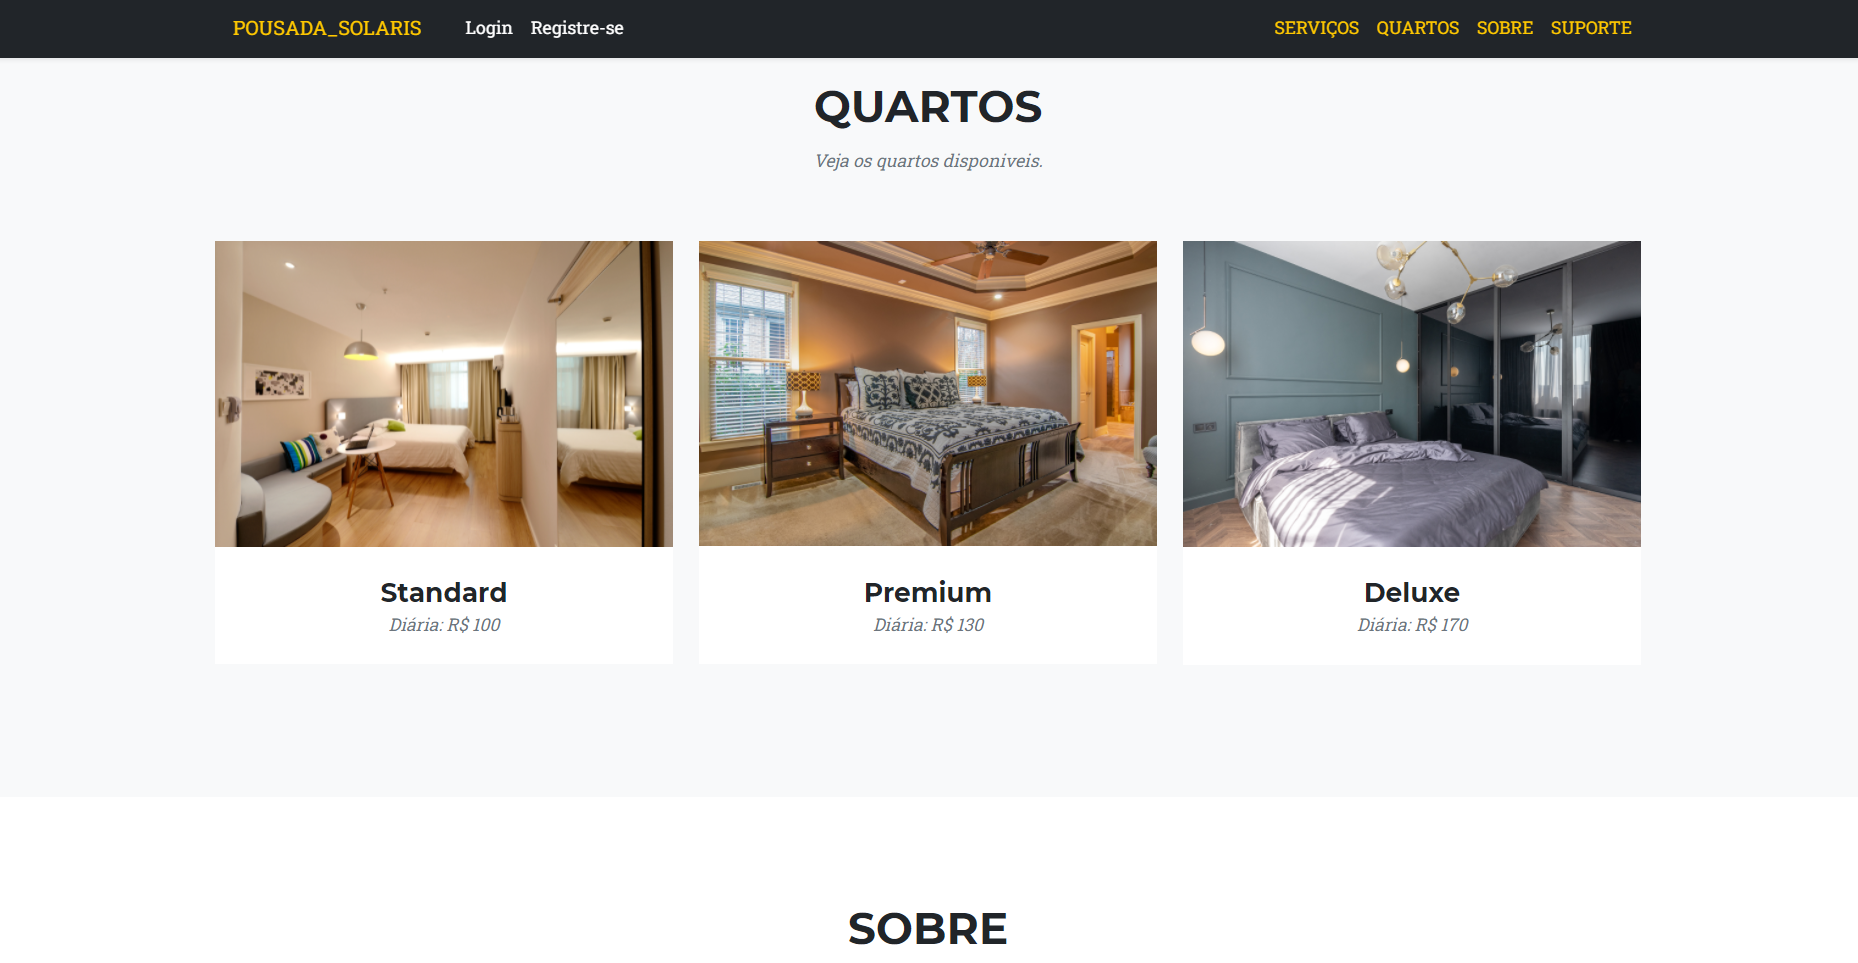 POUSADA_SOLARIS Login Registre-se SERVIÇOS QUARTOS SOBRE SUPORTE
QUARTOS
Veja os quartos disponiveis.
Standard
Diária: R$ 100
Premium
Diária: R$ 130
Deluxe
Diária: R$ 170
SOBRE